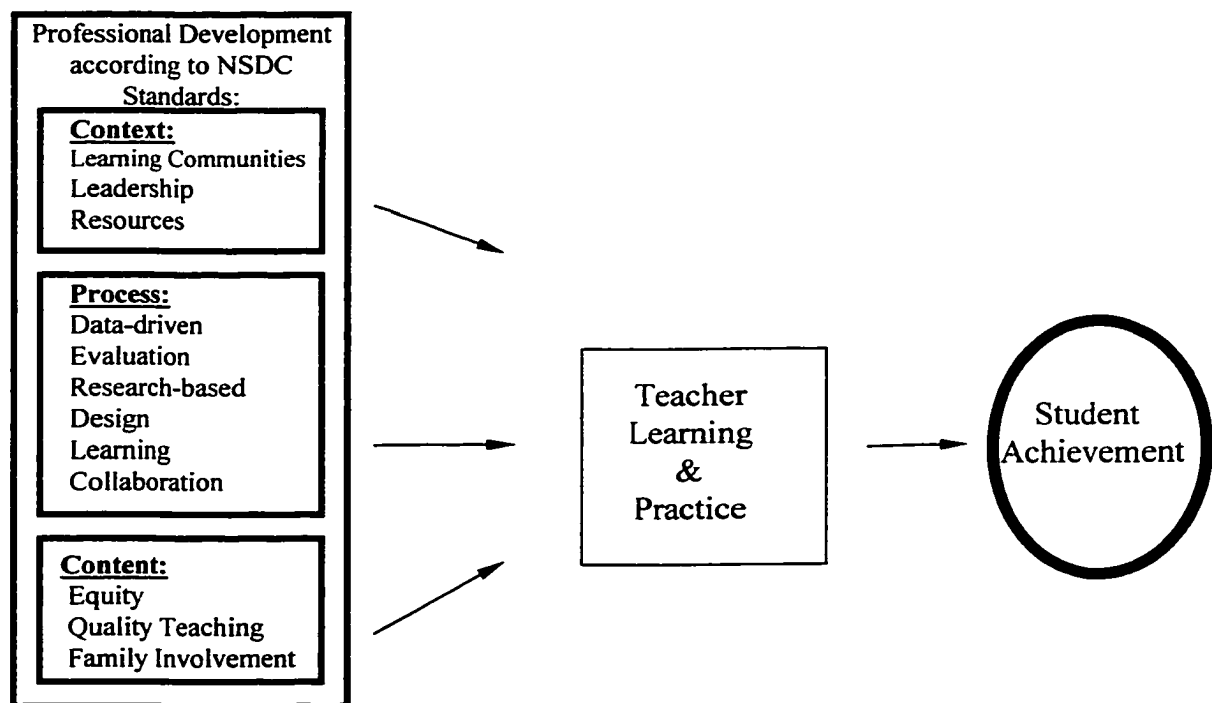 Professional Development
according to NSDC
Standards:
Context:
Learning Communities
Leadership
Resources
Process:
Data-driven
Evaluation
Research-based
Design
Learning
Collaboration
Content:
Equity
Quality Teaching
Family Involvement
Teacher
Learning
&
Practice
Student
Achievement